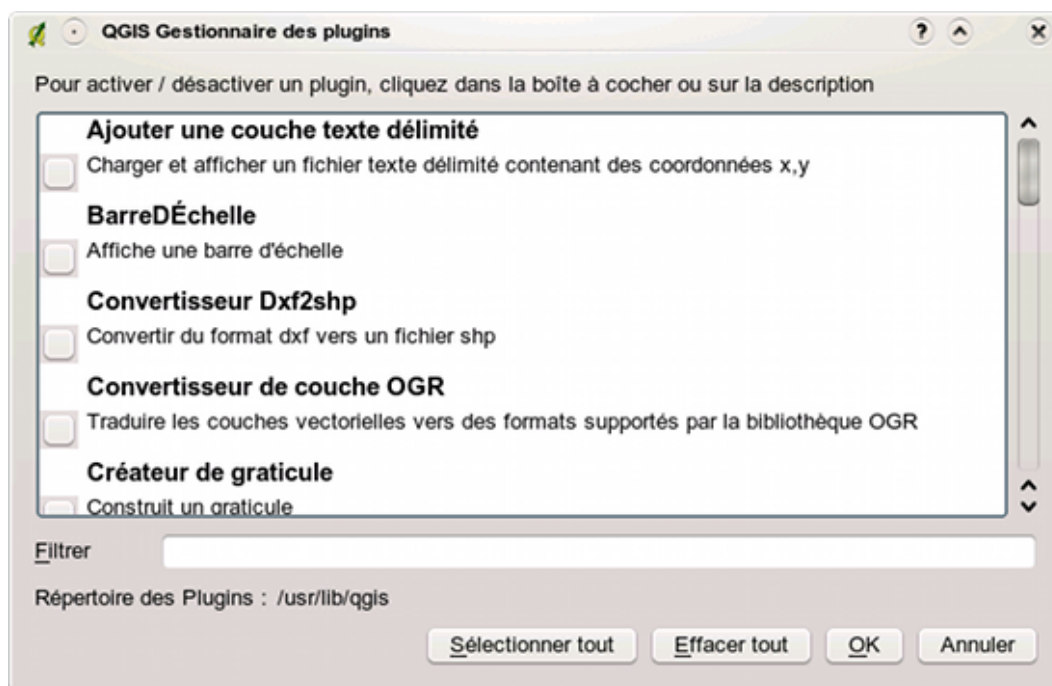 QGIS Gestionnaire des plugins
Pour activer / désactiver un plugin, cliquez dans la boîte à cocher ou sur la description
Ajouter une couche texte délimité
Charger et afficher un fichier texte délimité contenant des coordonnées x,y
BarreDÉchelle
Affiche une barre d'échelle
Convertisseur Dxf2shp
Convertir du format dxf vers un fichier shp
Convertisseur de couche OGR
Traduire les couches vectorielles vers des formats supportés par la bibliothèque OGR
Créateur de graticule
Construit un graticule
Filtrer
Répertoire des Plugins : /usr/lib/qgis
Sélectionner tout Effacer tout OK Annuler